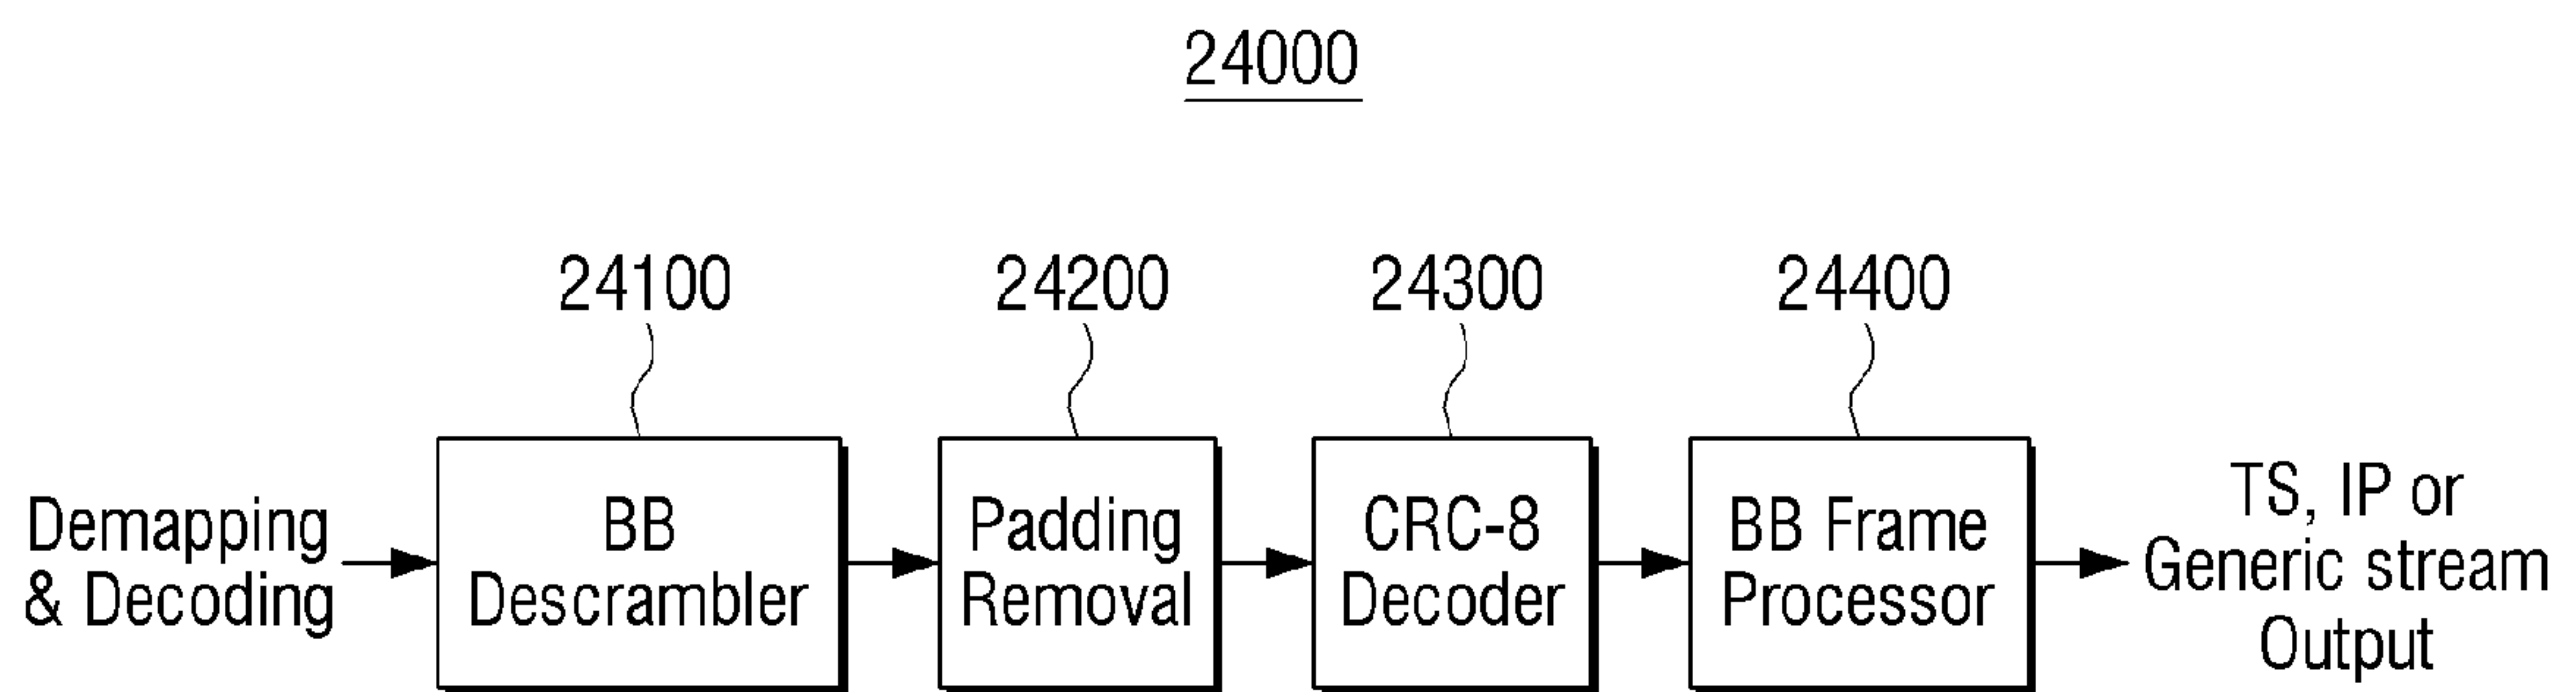 24000
24100
24200
24300
24400
Demapping
& Decoding
BB
Descrambler
Padding
Removal
CRC-8
Decoder
BB Frame
Processor
TS, IP or
Generic stream
Output